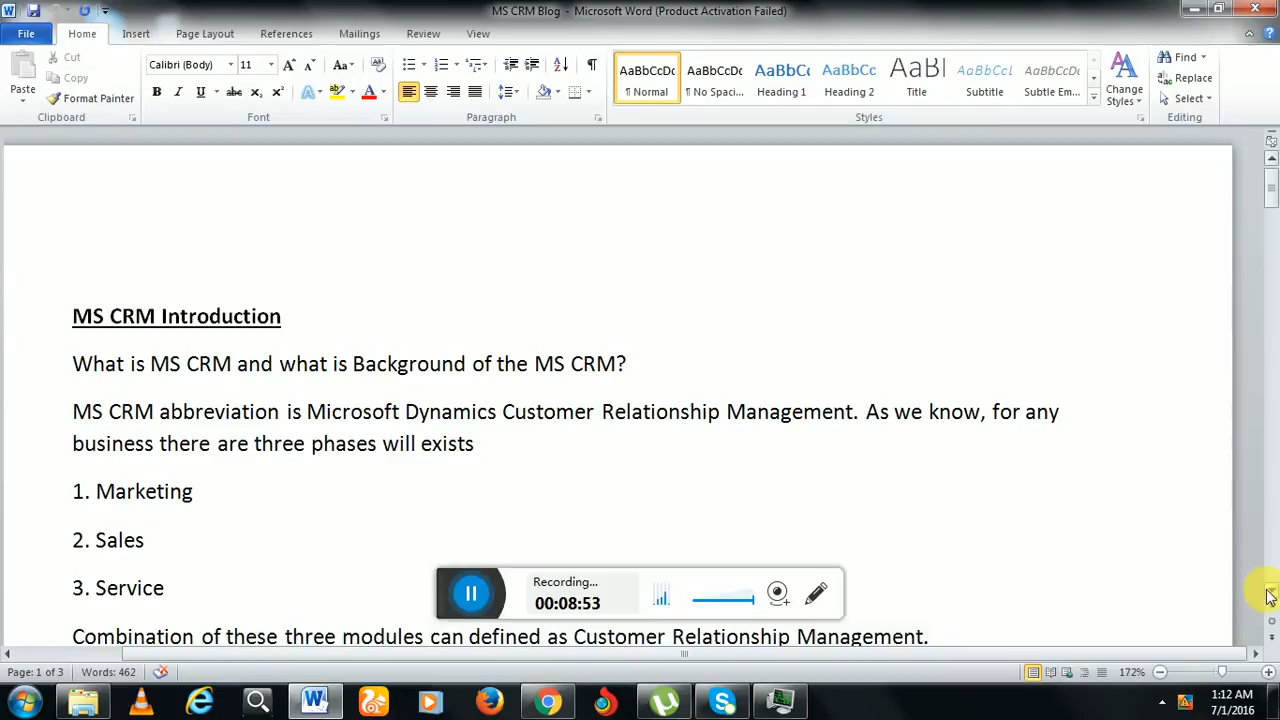 MS CRM Blog - Microsoft Word (Product Activation Failed)
File Home Insert Page Layout References Mailings Review View
Cut
Copy
Format Painter
Paste
Clipboard
Calibri (Body) 11
Font
Paragraph
AaBbCcDc AaBbCcDc AaBbCc AaBbCc AaBl AaBbCcL AaBbCcDc
¶ Normal ¶ No Spaci... Heading 1 Heading 2 Title Subtitle Subtle Em...
Styles
Change
Styles
Find
Replace
Select
Editing
MS CRM Introduction
What is MS CRM and what is Background of the MS CRM?
MS CRM abbreviation is Microsoft Dynamics Customer Relationship Management. As we know, for any
business there are three phases will exists
1. Marketing
2. Sales
3. Service
Combination of these three modules can defined as Customer Relationship Management.
Recording...
00:08:53
Page: 1 of 3 Words: 462
172%
1:12 AM
7/1/2016